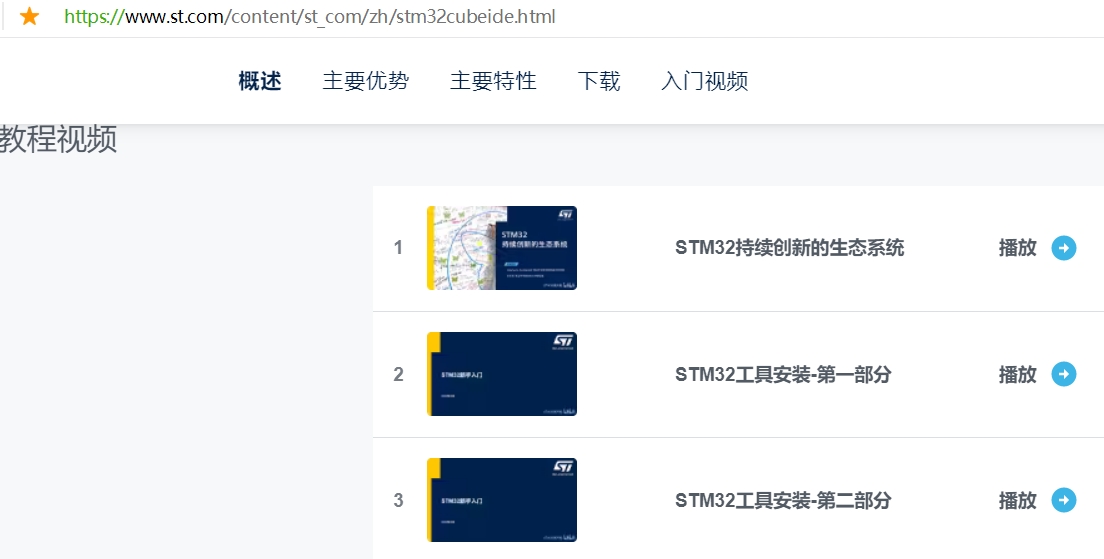 https://www.st.com/content/st_com/zh/stm32cubeide.html
概述 主要优势 主要特性 下载 入门视频
教程视频
1 STM32持续创新的生态系统 播放
ST
STM32
持续创新的生态系统
2 STM32工具安装-第一部分 播放
ST
STM32新手入门
3 STM32工具安装-第二部分 播放
ST
STM32新手入门